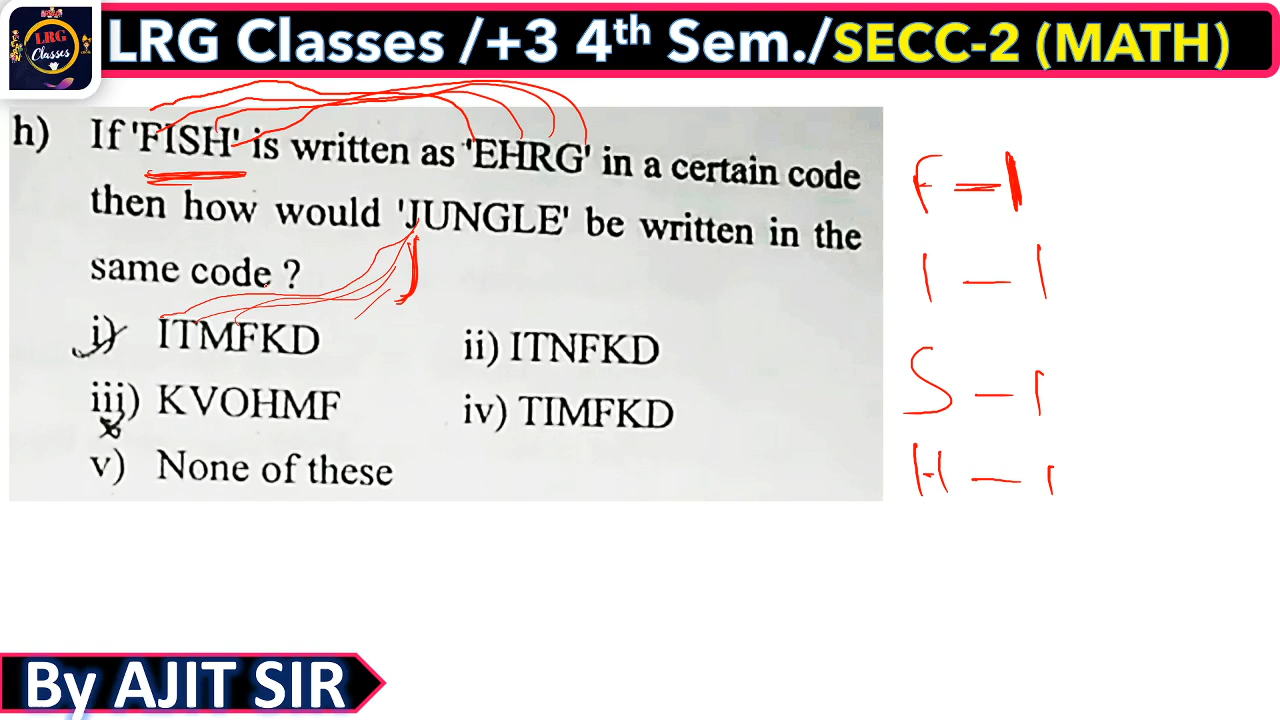 LRG Classes
LRG Classes /+3 4th Sem./SECC-2 (MATH)
h) If 'FISH' is written as 'EHRG' in a certain code
then how would 'JUNGLE' be written in the
same code ?
i) ITMFKD ii) ITNFKD
iii) KVOHMF iv) TIMFKD
v) None of these
F – 1
I – 1
S – 1
H – 1
By AJIT SIR